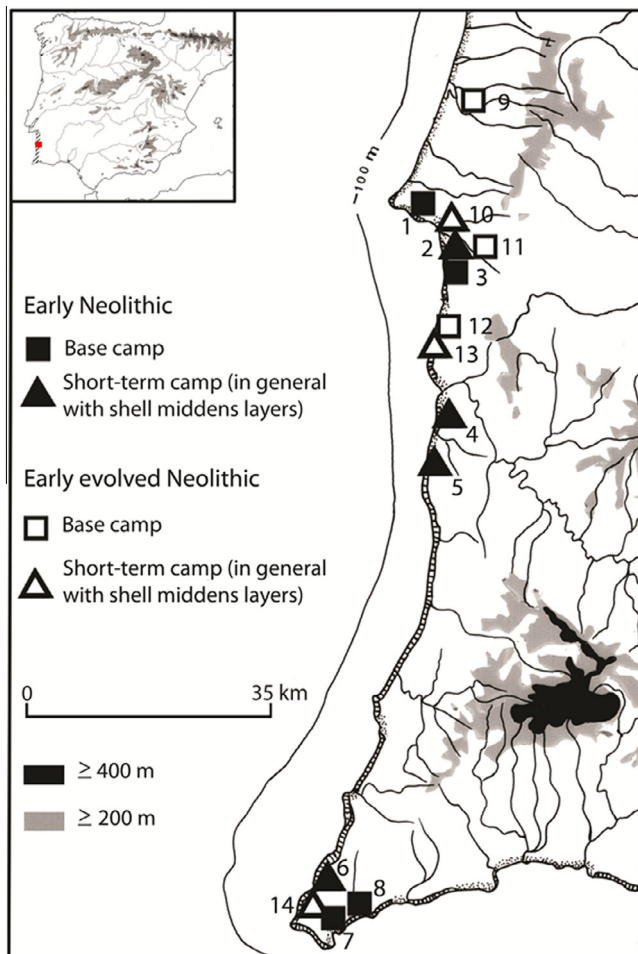 —100 m
9
10
1
2
11
3
12
13
4
5
Early Neolithic
Base camp
Short-term camp (in general
with shell middens layers)
Early evolved Neolithic
Base camp
Short-term camp (in general
with shell middens layers)
0 35 km
≥ 400 m
≥ 200 m
6
8
14
7